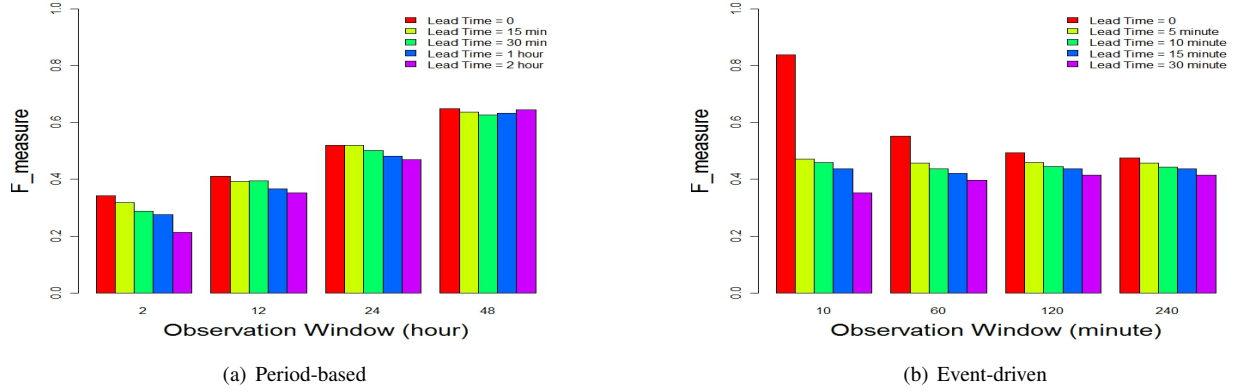 F_measure
0.0
0.2
0.4
0.6
0.8
1.0
Lead Time = 0
Lead Time = 15 min
Lead Time = 30 min
Lead Time = 1 hour
Lead Time = 2 hour
2
12
24
48
Observation Window (hour)
(a) Period-based
F_measure
0.0
0.2
0.4
0.6
0.8
1.0
Lead Time = 0
Lead Time = 5 minute
Lead Time = 10 minute
Lead Time = 15 minute
Lead Time = 30 minute
10
60
120
240
Observation Window (minute)
(b) Event-driven